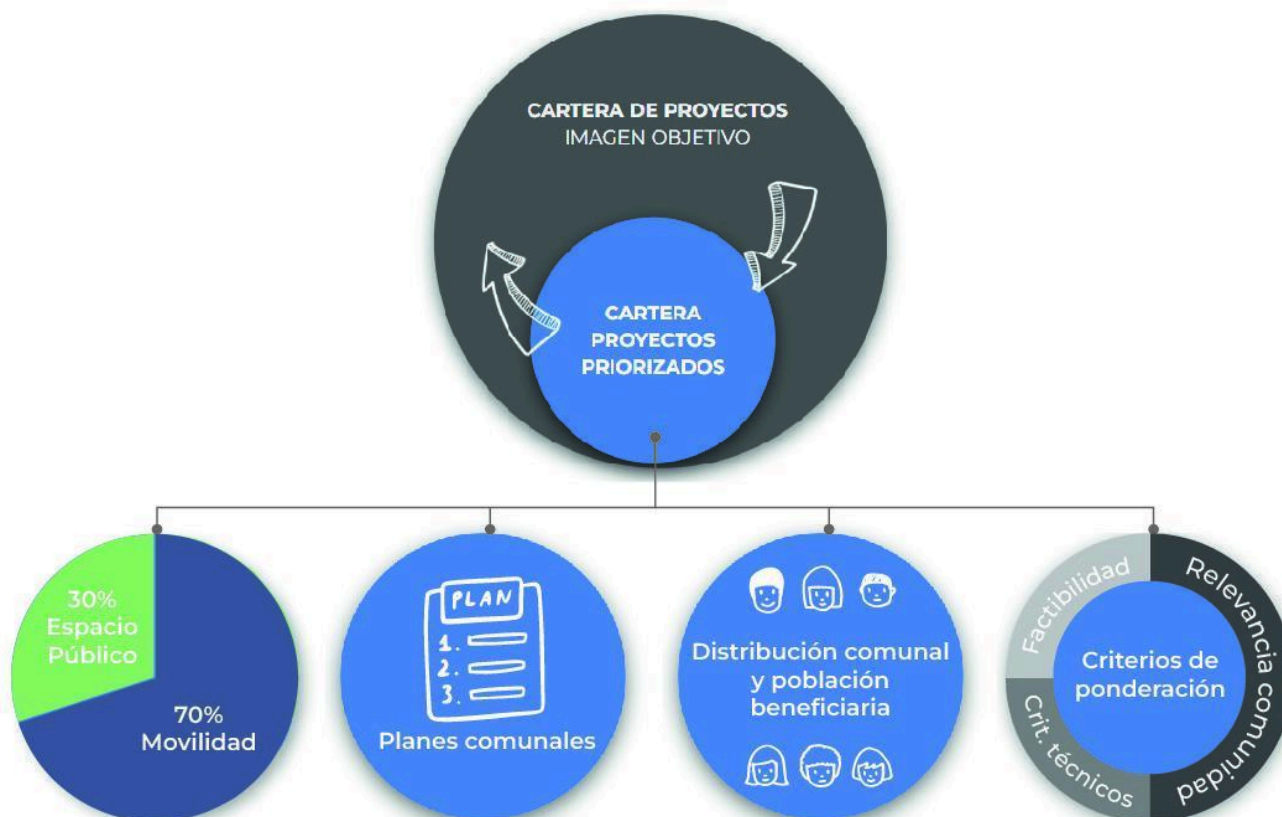 CARTERA DE PROYECTOS
IMAGEN OBJETIVO
CARTERA
PROYECTOS
PRIORIZADOS
30%
Espacio
Público
70%
Movilidad
PLAN
1.
2.
3.
Planes comunales
Distribución comunal
y población
beneficiaria
Factibilidad
Relevancia comunidad
Crit. técnicos
Criterios de
ponderación